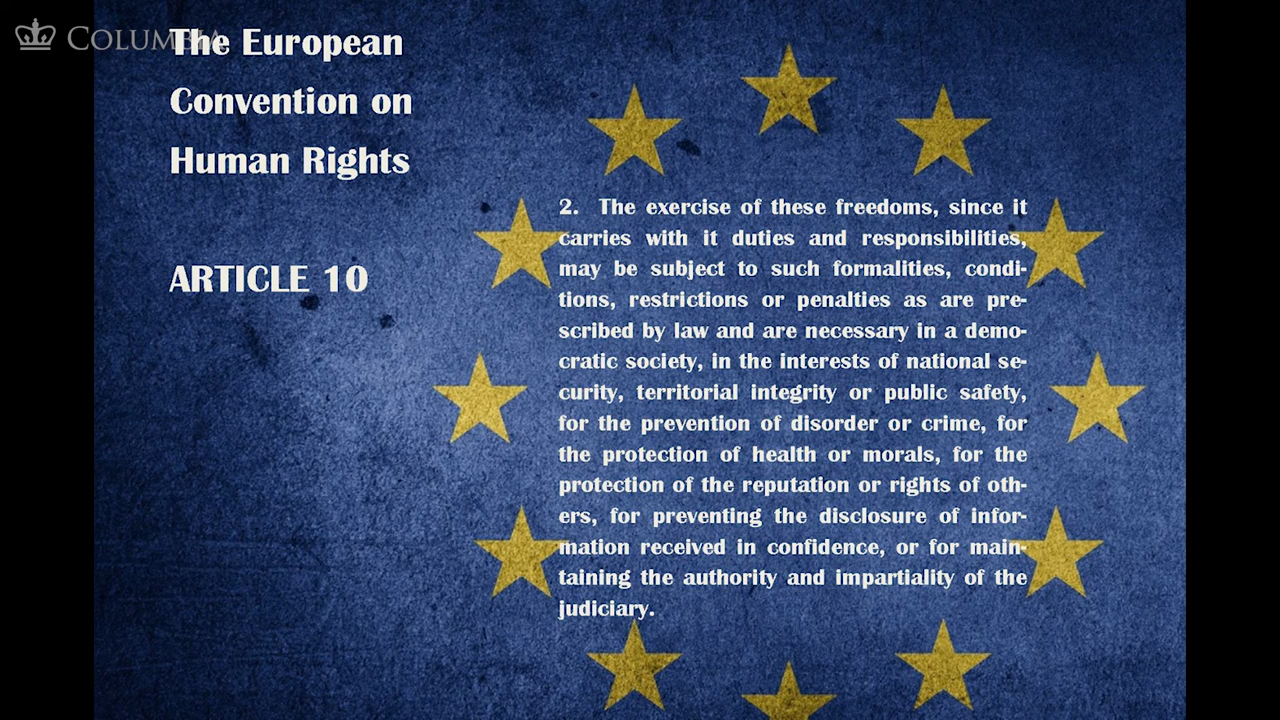 COLUMBIA
The European
Convention on
Human Rights
ARTICLE 10
2. The exercise of these freedoms, since it
carries with it duties and responsibilities,
may be subject to such formalities, condi-
tions, restrictions or penalties as are pre-
scribed by law and are necessary in a demo-
cratic society, in the interests of national se-
curity, territorial integrity or public safety,
for the prevention of disorder or crime, for
the protection of health or morals, for the
protection of the reputation or rights of oth-
ers, for preventing the disclosure of infor-
mation received in confidence, or for main-
taining the authority and impartiality of the
judiciary.